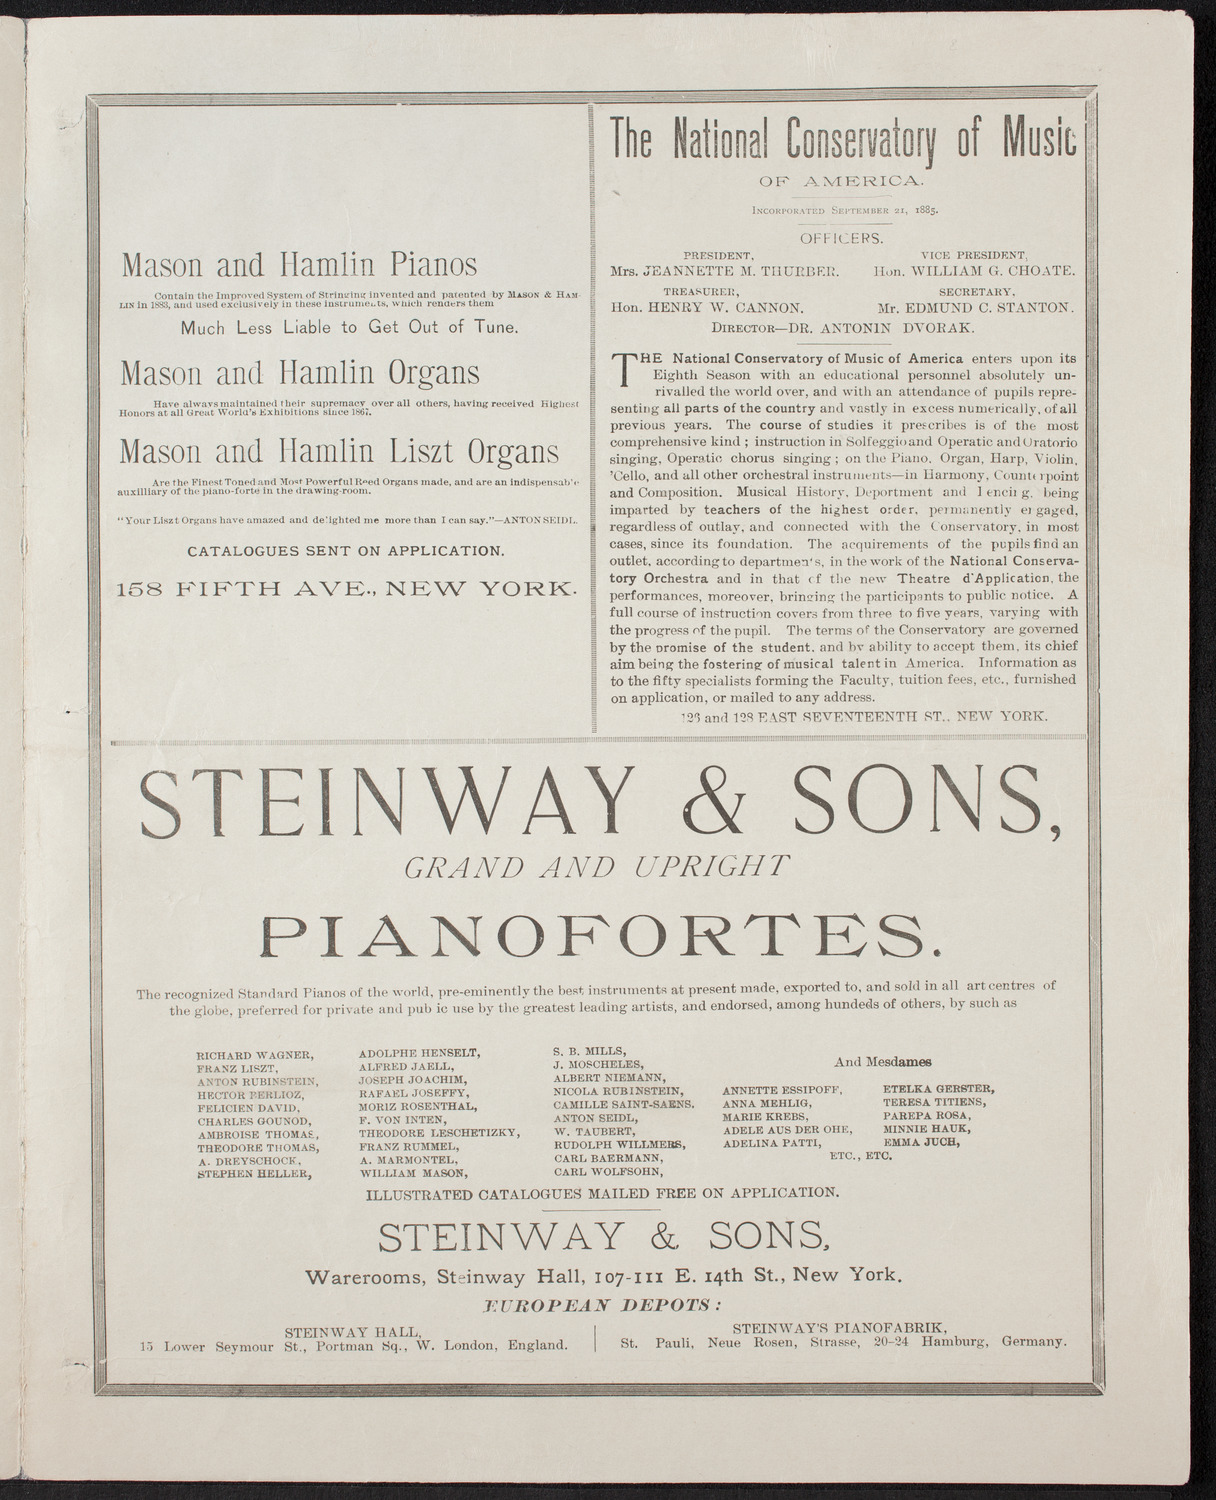 Mason and Hamlin Pianos
Contain the Improved System of Stringing invented and patented by MASON & HAM-
LIN in 1883, and used exclusively in these instruments, which renders them
Much Less Liable to Get Out of Tune.
Mason and Hamlin Organs
Have always maintained their supremacy over all others, having received Highest
Honors at all Great World's Exhibitions since 1867.
Mason and Hamlin Liszt Organs
Are the Finest Toned and Most Powerful Reed Organs made, and are an indispensable
auxilliary of the piano-forte in the drawing-room.
"Your Liszt Organs have amazed and delighted me more than I can say."—ANTON SEIDL.
CATALOGUES SENT ON APPLICATION.
158 FIFTH AVE., NEW YORK.
The National Conservatory of Music
OF AMERICA.
INCORPORATED SEPTEMBER 21, 1885.
OFFICERS.
PRESIDENT, VICE PRESIDENT,
Mrs. JEANNETTE M. THURBER. Hon. WILLIAM G. CHOATE.
TREASURER, SECRETARY,
Hon. HENRY W. CANNON. Mr. EDMUND C. STANTON.
DIRECTOR—DR. ANTONIN DVORAK.
THE National Conservatory of Music of America enters upon its
Eighth Season with an educational personnel absolutely un-
rivalled the world over, and with an attendance of pupils repre-
senting all parts of the country and vastly in excess numerically, of all
previous years. The course of studies it prescribes is of the most
comprehensive kind; instruction in Solfeggio and Operatic and Oratorio
singing, Operatic chorus singing; on the Piano, Organ, Harp, Violin,
'Cello, and all other orchestral instruments—in Harmony, Counterpoint
and Composition. Musical History, Deportment and Fencing, being
imparted by teachers of the highest order, permanently engaged,
regardless of outlay, and connected with the Conservatory, in most
cases, since its foundation. The acquirements of the pupils find an
outlet, according to departments, in the work of the National Conserva-
tory Orchestra and in that of the new Theatre d'Application, the
performances, moreover, bringing the participants to public notice. A
full course of instruction covers from three to five years, varying with
the progress of the pupil. The terms of the Conservatory are governed
by the promise of the student, and by ability to accept them, its chief
aim being the fostering of musical talent in America. Information as
to the fifty specialists forming the Faculty, tuition fees, etc., furnished
on application, or mailed to any address.
126 and 128 EAST SEVENTEENTH ST., NEW YORK.
STEINWAY & SONS,
GRAND AND UPRIGHT
PIANOFORTES.
The recognized Standard Pianos of the world, pre-eminently the best instruments at present made, exported to, and sold in all art centres of
the globe, preferred for private and pub ic use by the greatest leading artists, and endorsed, among hundeds of others, by such as
RICHARD WAGNER,
FRANZ LISZT,
ANTON RUBINSTEIN,
HECTOR BERLIOZ,
FELICIEN DAVID,
CHARLES GOUNOD,
AMBROISE THOMAS,
THEODORE THOMAS,
A. DREYSCHOCK,
STEPHEN HELLER,
ADOLPHE HENSELT,
ALFRED JAELL,
JOSEPH JOACHIM,
RAFAEL JOSEFFY,
MORIZ ROSENTHAL,
F. VON INTEN,
THEODORE LESCHETIZKY,
FRANZ RUMMEL,
A. MARMONTEL,
WILLIAM MASON,
S. B. MILLS,
J. MOSCHELES,
ALBERT NIEMANN,
NICOLA RUBINSTEIN,
CAMILLE SAINT-SAENS,
ANTON SEIDL,
W. TAUBERT,
RUDOLPH WILLMERS,
CARL BAERMANN,
CARL WOLFSOHN,
And Mesdames
ANNETTE ESSIPOFF,
ANNA MEHLIG,
MARIE KREBS,
ADELE AUS DER OHE,
ADELINA PATTI,
ETELKA GERSTER,
TERESA TITIENS,
PAREPA ROSA,
MINNIE HAUK,
EMMA JUCH,
ETC., ETC.
ILLUSTRATED CATALOGUES MAILED FREE ON APPLICATION.
STEINWAY & SONS,
Warerooms, Steinway Hall, 107-111 E. 14th St., New York.
EUROPEAN DEPOTS:
STEINWAY HALL,
15 Lower Seymour St., Portman Sq., W. London, England.
STEINWAY'S PIANOFABRIK,
St. Pauli, Neue Rosen, Strasse, 20-24 Hamburg, Germany.